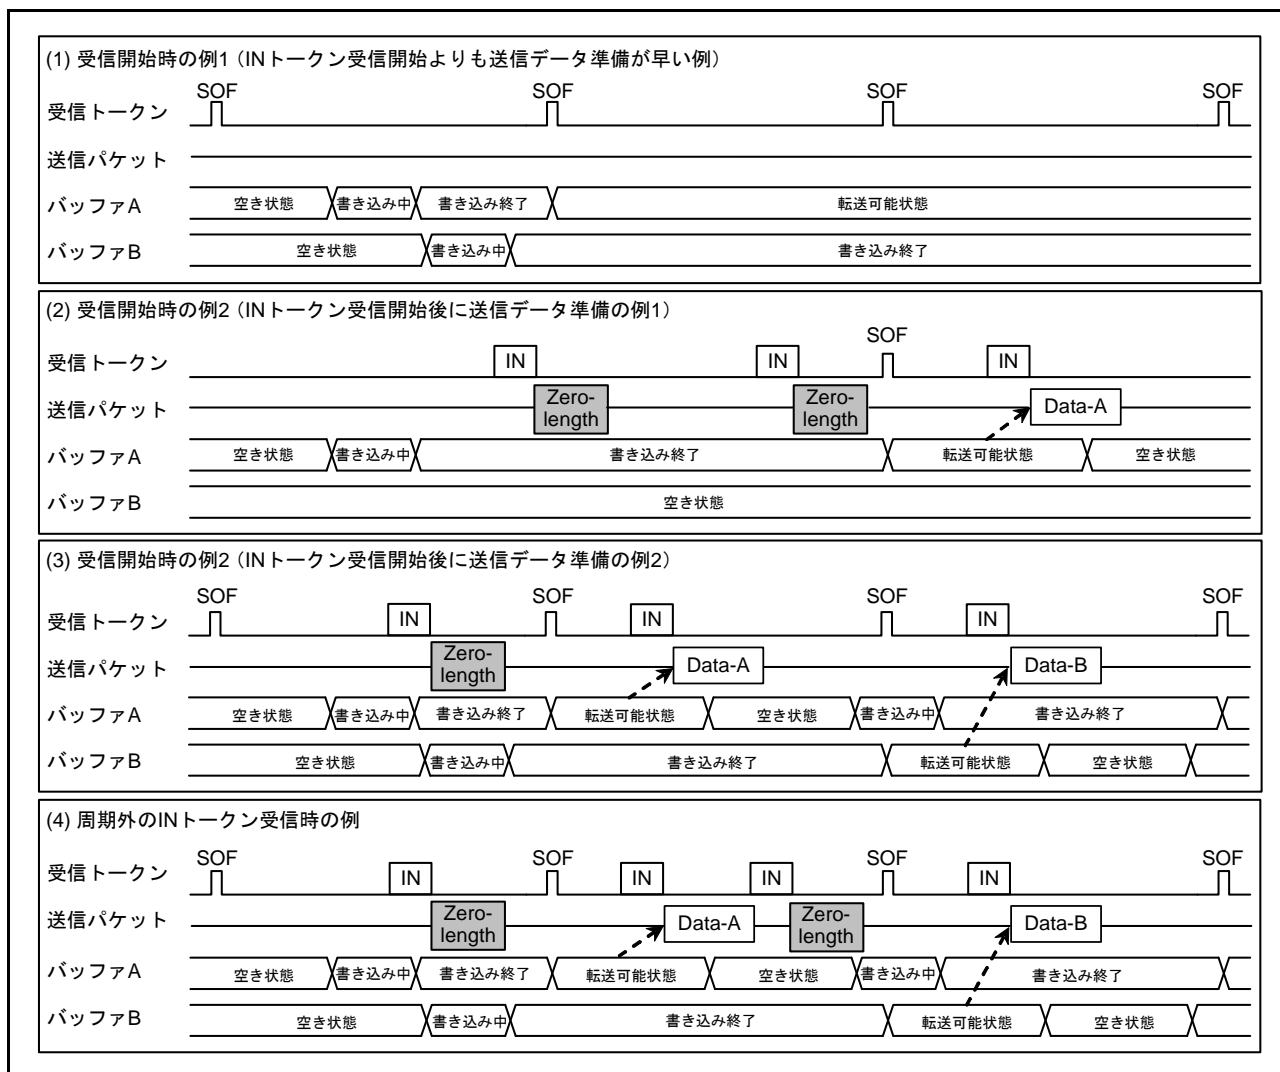 (1) 受信開始時の例1（INトークン受信開始よりも送信データ準備が早い例）
SOF SOF SOF SOF
受信トークン
送信パケット
バッファA 空き状態 書き込み中 書き込み終了 転送可能状態
バッファB 空き状態 書き込み中 書き込み終了
(2) 受信開始時の例2（INトークン受信開始後に送信データ準備の例1）
SOF
受信トークン IN IN IN
送信パケット Zero-length Zero-length Data-A
バッファA 空き状態 書き込み中 書き込み終了 転送可能状態 空き状態
バッファB 空き状態
(3) 受信開始時の例2（INトークン受信開始後に送信データ準備の例2）
SOF SOF SOF SOF
受信トークン IN IN IN
送信パケット Zero-length Data-A Data-B
バッファA 空き状態 書き込み中 書き込み終了 転送可能状態 空き状態 書き込み中 書き込み終了
バッファB 空き状態 書き込み中 書き込み終了 転送可能状態 空き状態
(4) 周期外のINトークン受信時の例
SOF SOF SOF SOF
受信トークン IN IN IN IN
送信パケット Zero-length Data-A Zero-length Data-B
バッファA 空き状態 書き込み中 書き込み終了 転送可能状態 空き状態 書き込み中 書き込み終了
バッファB 空き状態 書き込み中 書き込み終了 転送可能状態 空き状態